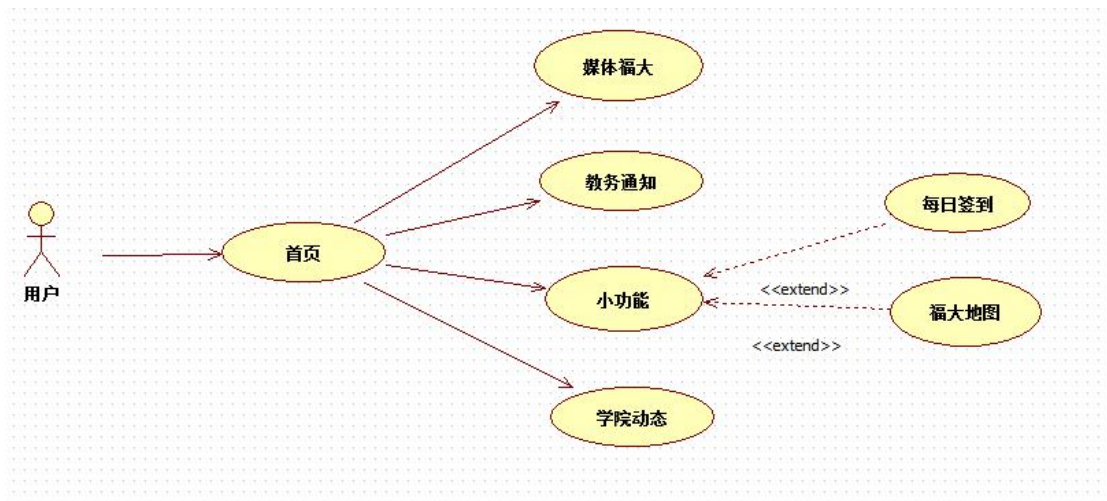 媒体福大
教务通知
每日签到
首页
用户
小功能
<<extend>>
福大地图
<<extend>>
学院动态